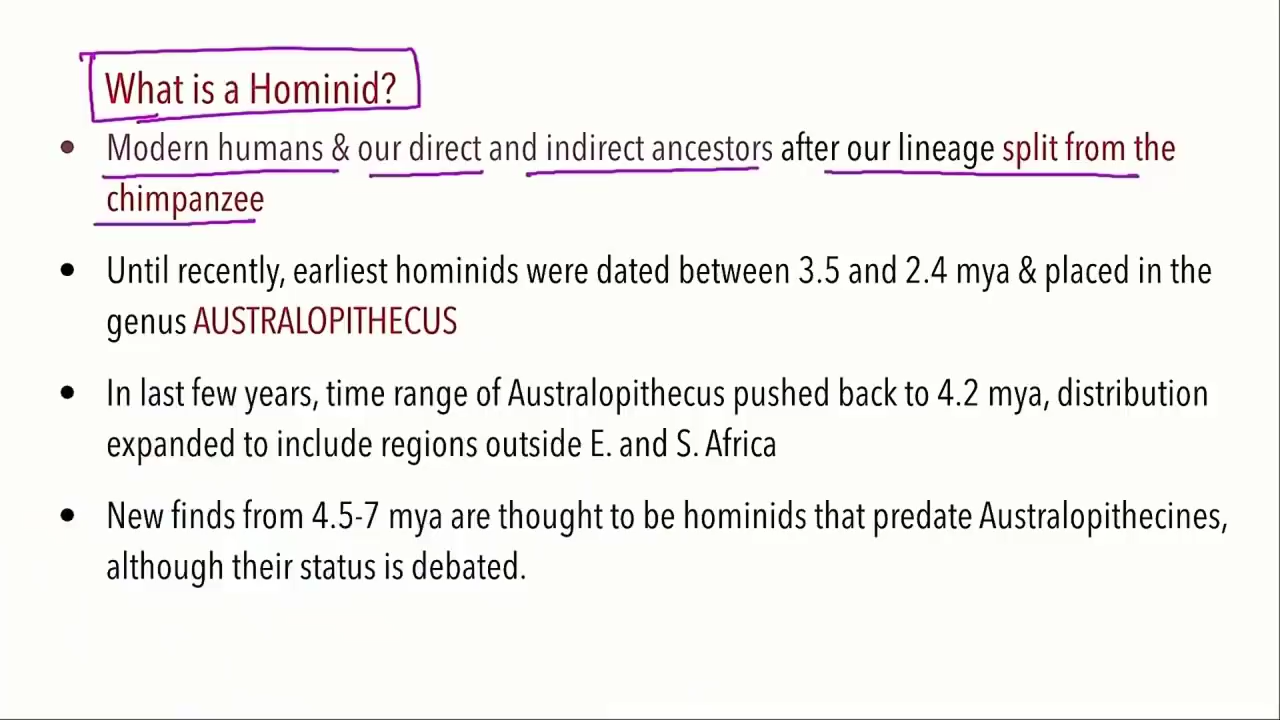 What is a Hominid?
• Modern humans & our direct and indirect ancestors after our lineage split from the
chimpanzee
• Until recently, earliest hominids were dated between 3.5 and 2.4 mya & placed in the
genus AUSTRALOPITHECUS
• In last few years, time range of Australopithecus pushed back to 4.2 mya, distribution
expanded to include regions outside E. and S. Africa
• New finds from 4.5-7 mya are thought to be hominids that predate Australopithecines,
although their status is debated.